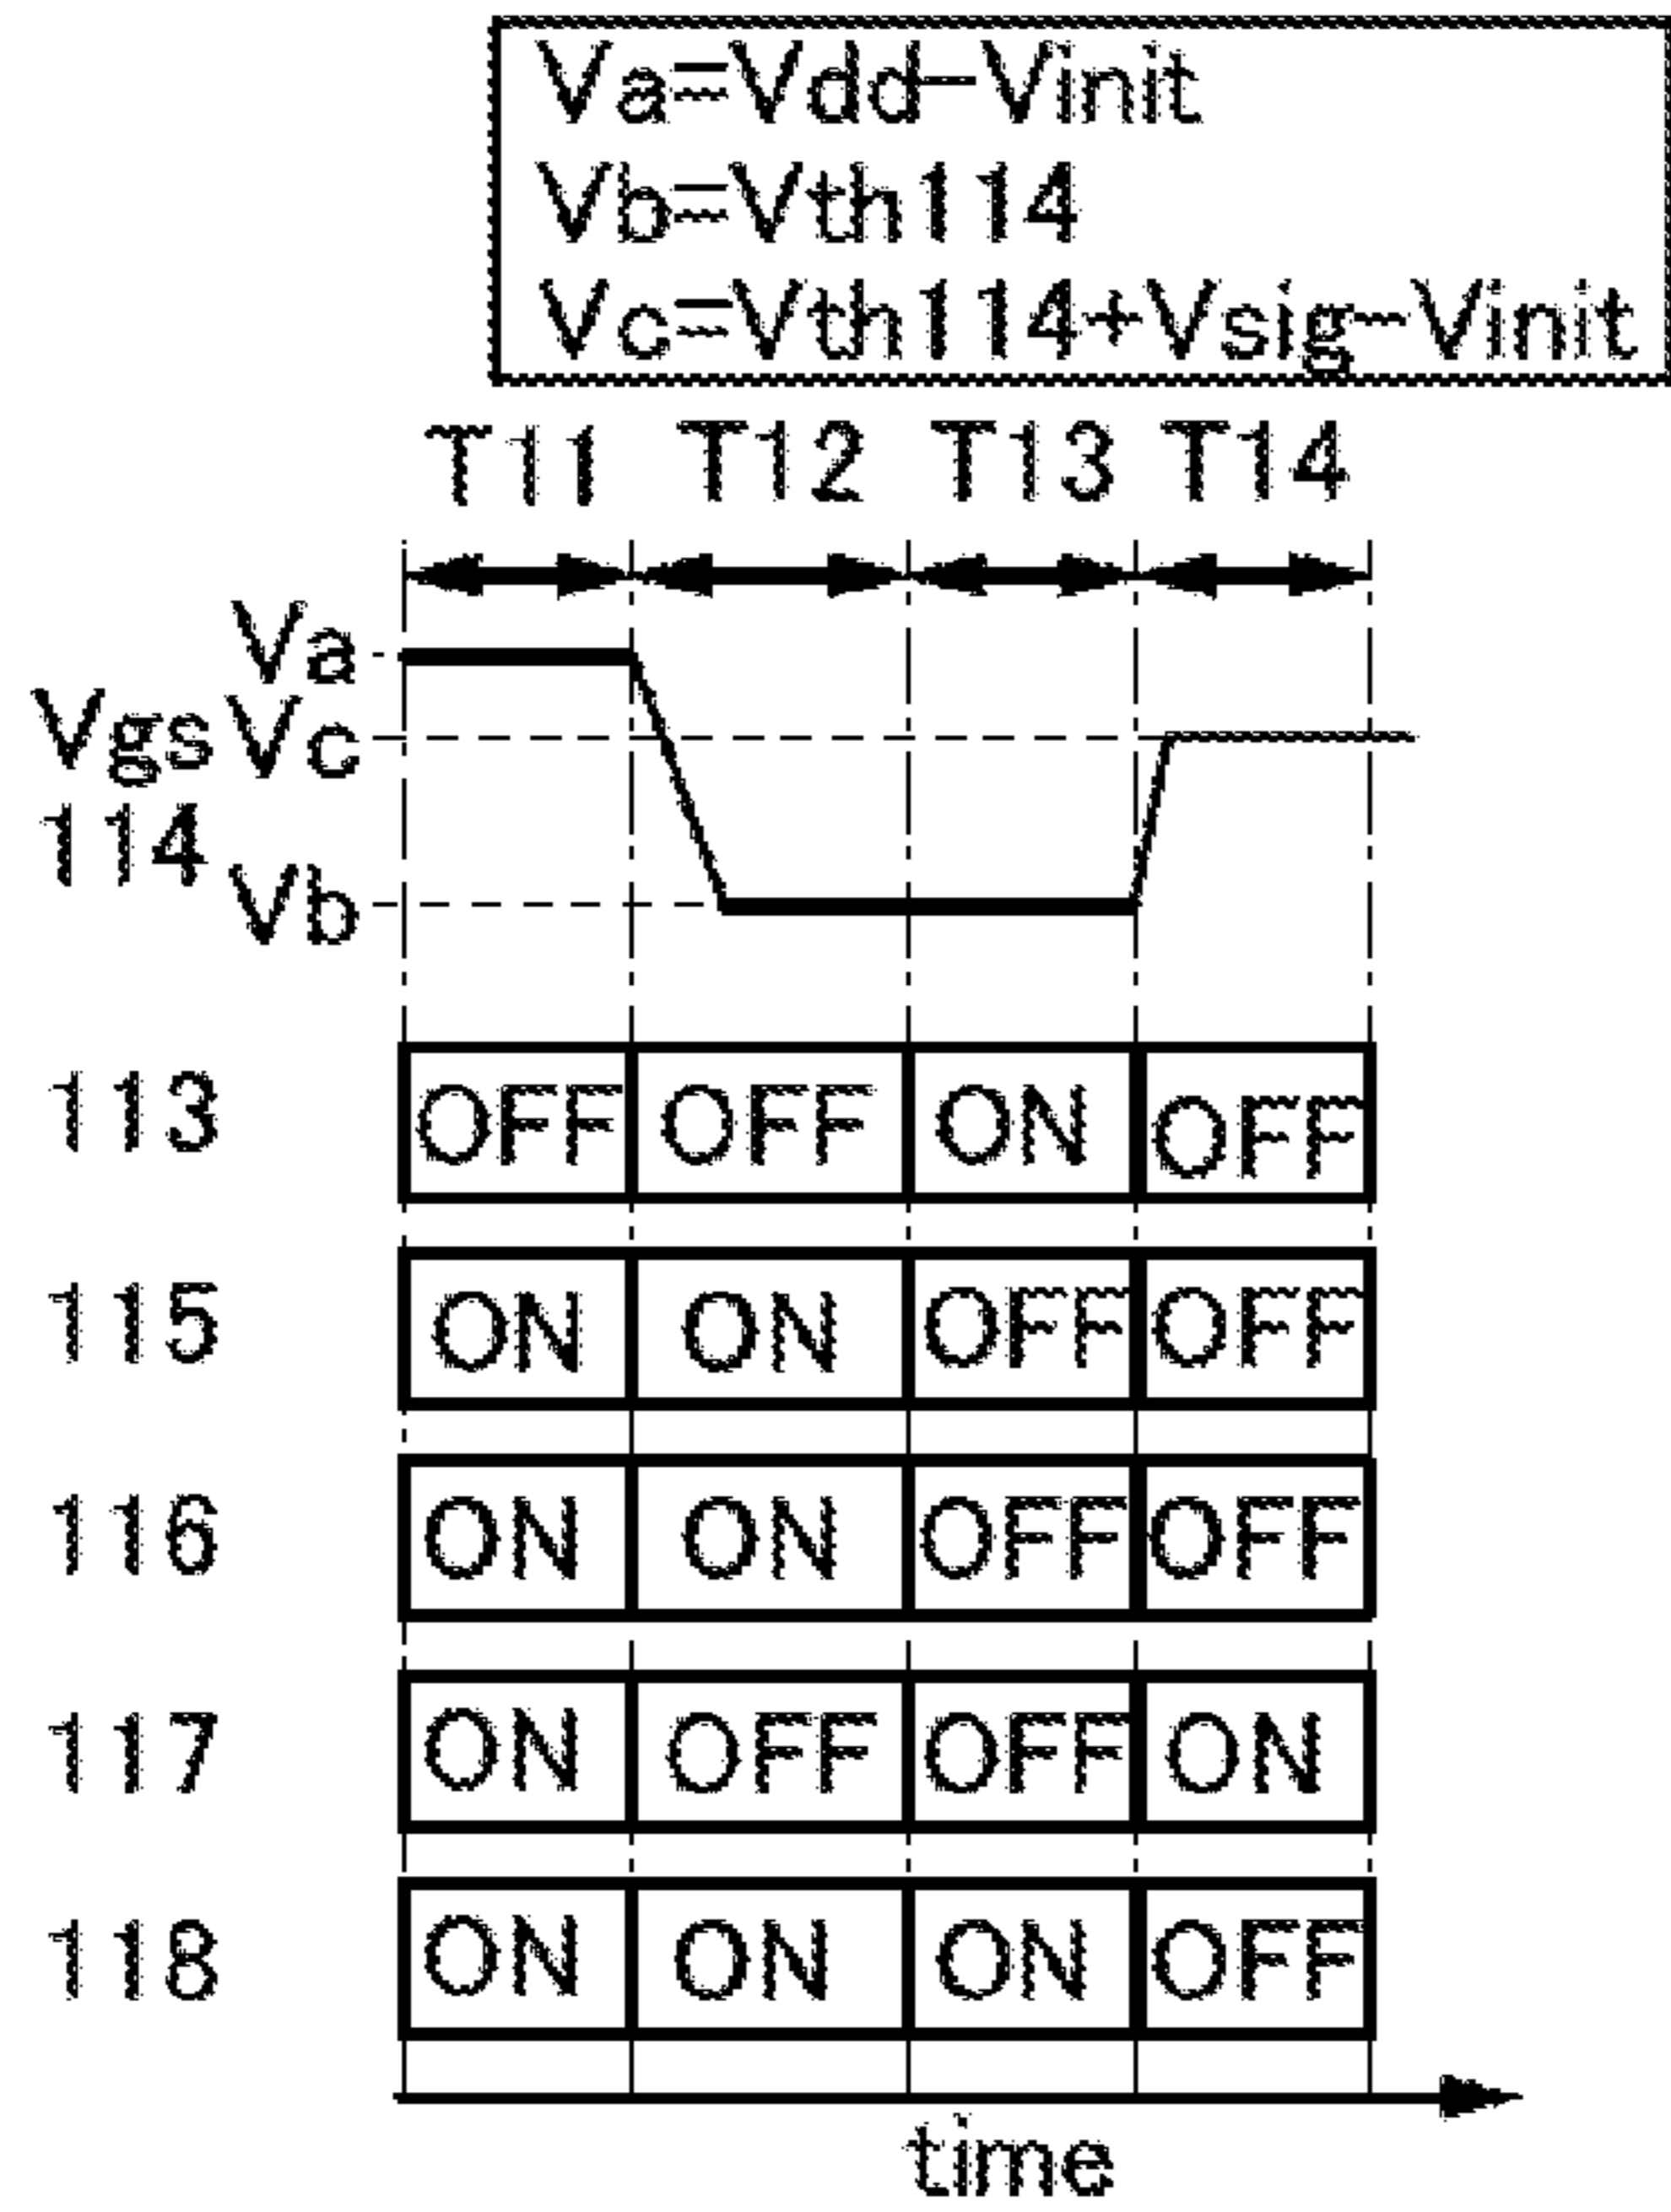 Va=Vdd-Vinit
Vb=Vth114
Vc=Vth114+Vsig-Vinit
T11 T12 T13 T14
Va
Vgs Vc
114
Vb
113 OFF OFF ON OFF
115 ON ON OFF OFF
116 ON ON OFF OFF
117 ON OFF OFF ON
118 ON ON ON OFF
time